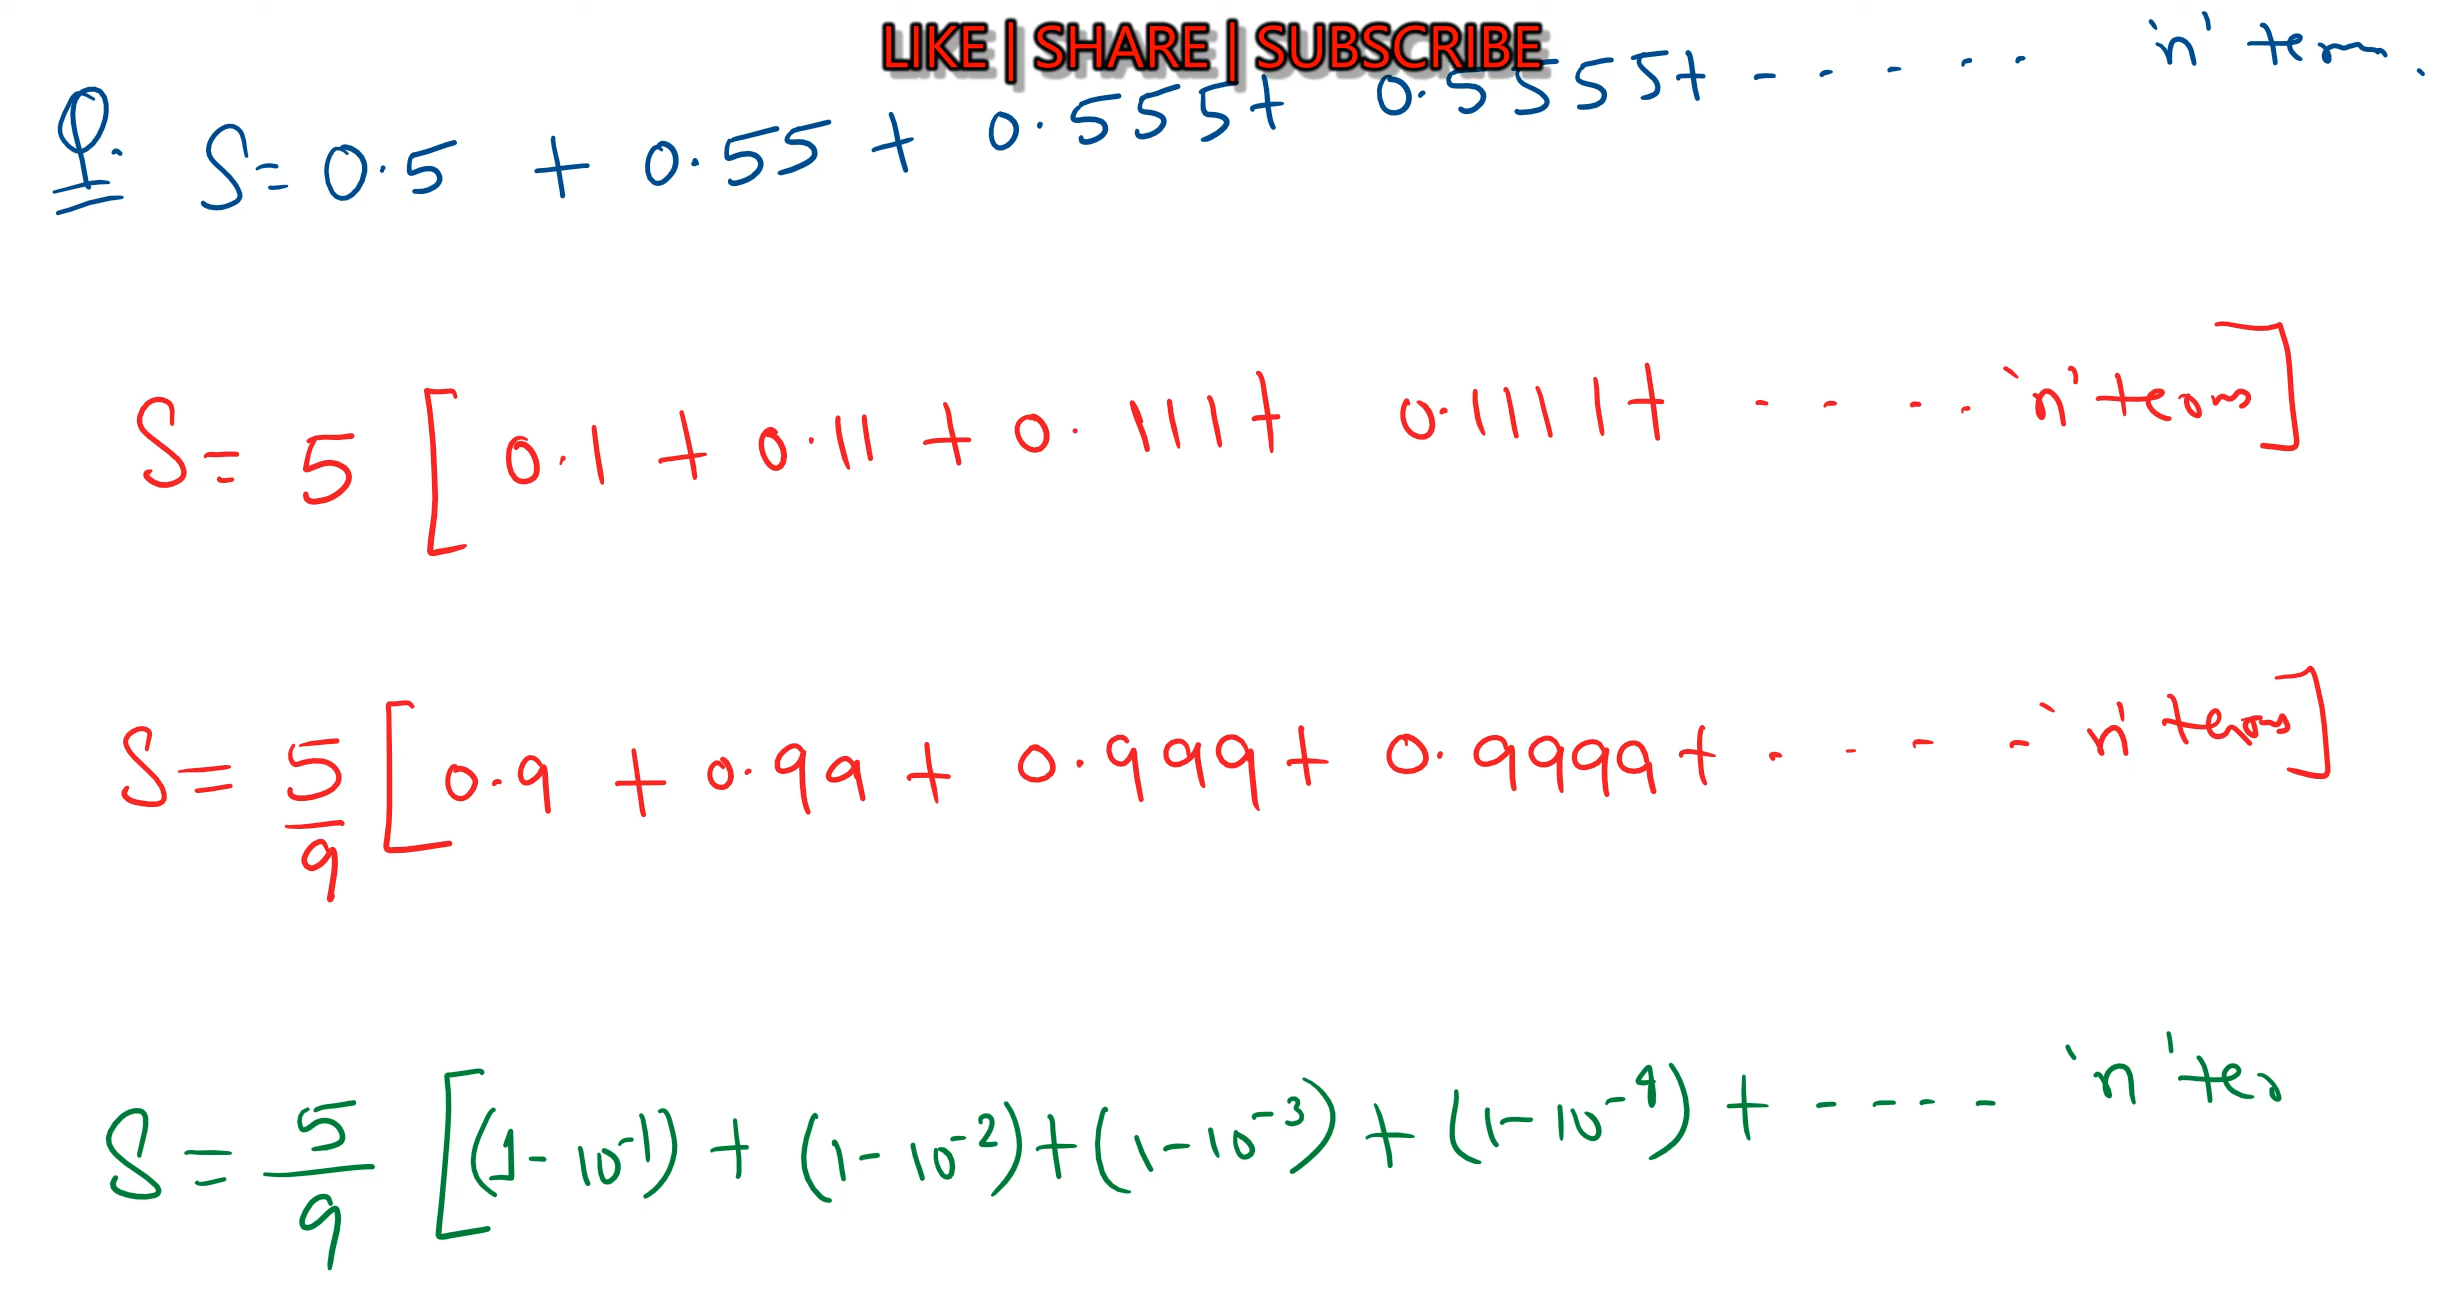 LIKE | SHARE | SUBSCRIBE
Q. S = 0.5 + 0.55 + 0.555 + 0.5555 + - - - - - 'n' term.
S = 5 [ 0.1 + 0.11 + 0.111 + 0.1111 + - - - - 'n' terms ]
S = 5/9 [ 0.9 + 0.99 + 0.999 + 0.9999 + - - - - 'n' terms ]
S = 5/9 [ (1 - 10⁻¹) + (1 - 10⁻²) + (1 - 10⁻³) + (1 - 10⁻⁴) + - - - - 'n' te